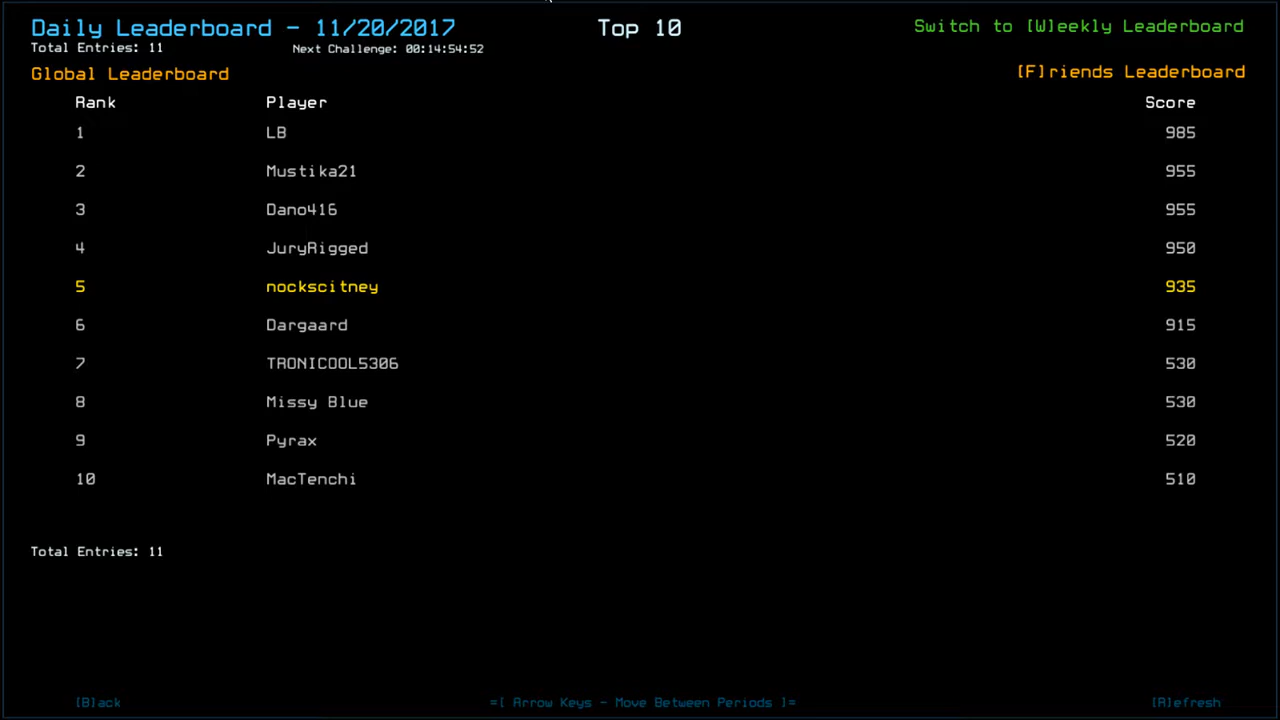 Daily Leaderboard - 11/20/2017 Top 10 Switch to [W]eekly Leaderboard
Total Entries: 11 Next Challenge: 00:14:54:52
Global Leaderboard [F]riends Leaderboard
Rank Player Score
1 LB 985
2 Mustika21 955
3 Dano416 955
4 JuryRigged 950
5 nockscitney 935
6 Dargaard 915
7 TRONICOOL5306 530
8 Missy Blue 530
9 Pyrax 520
10 MacTenchi 510
Total Entries: 11
[B]ack =[ Arrow Keys - Move Between Periods ]= [R]efresh